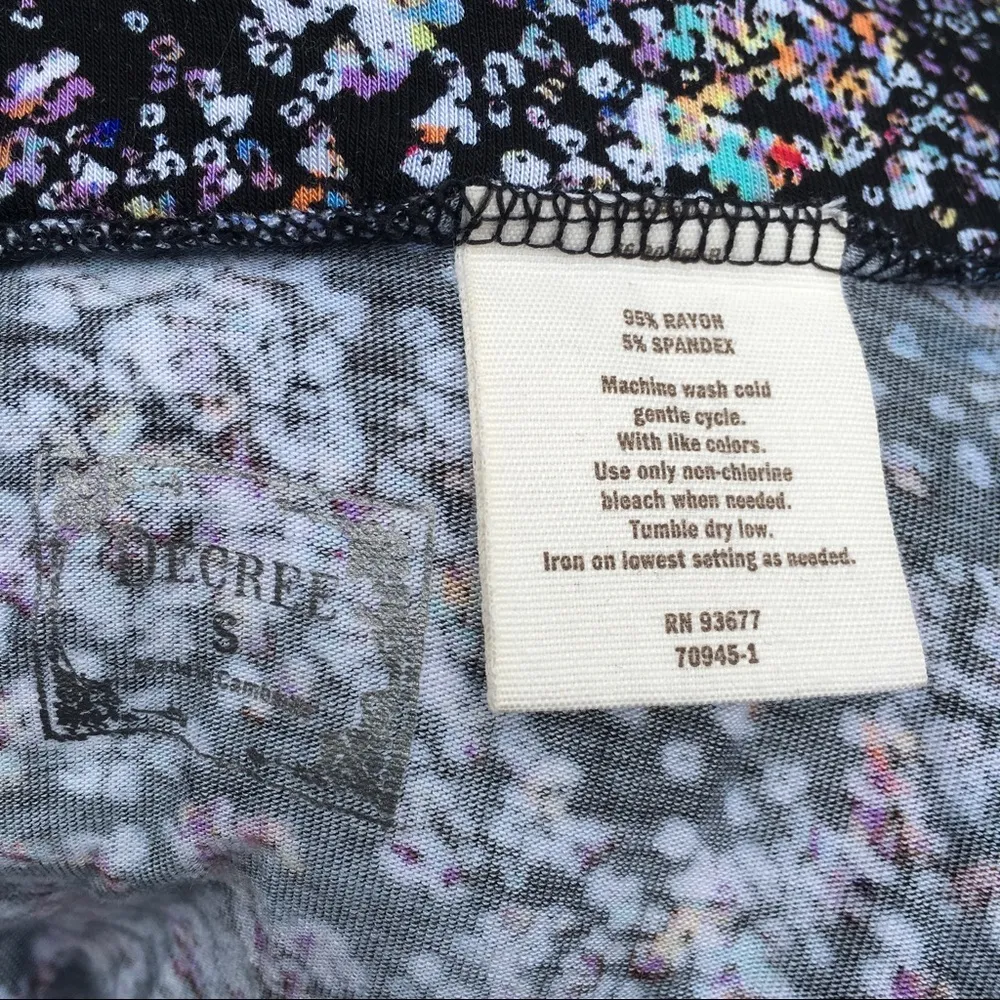 95% RAYON
5% SPANDEX
Machine wash cold
gentle cycle.
With like colors.
Use only non-chlorine
bleach when needed.
Tumble dry low.
Iron on lowest setting as needed.
RN 93677
70945-1
DECREE
S